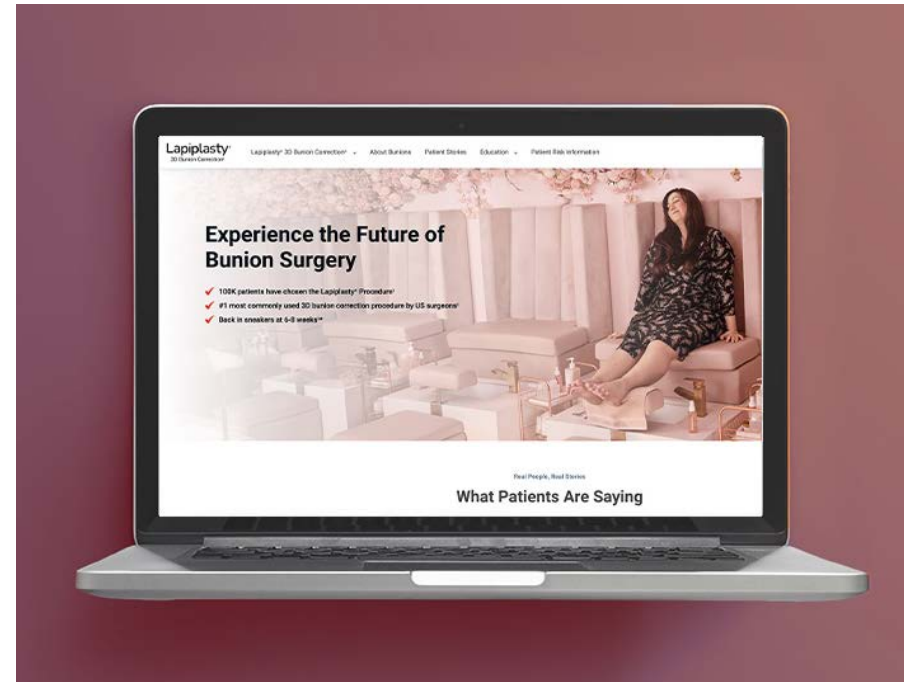 Lapiplasty®
3D Bunion Correction®
Lapiplasty® 3D Bunion Correction® About Bunions Patient Stories Education Patient Risk Information
Experience the Future of
Bunion Surgery
100K patients have chosen the Lapiplasty® Procedure¹
#1 most commonly used 3D bunion correction procedure by US surgeons
Back in sneakers at 6-8 weeks
Real People, Real Stories
What Patients Are Saying